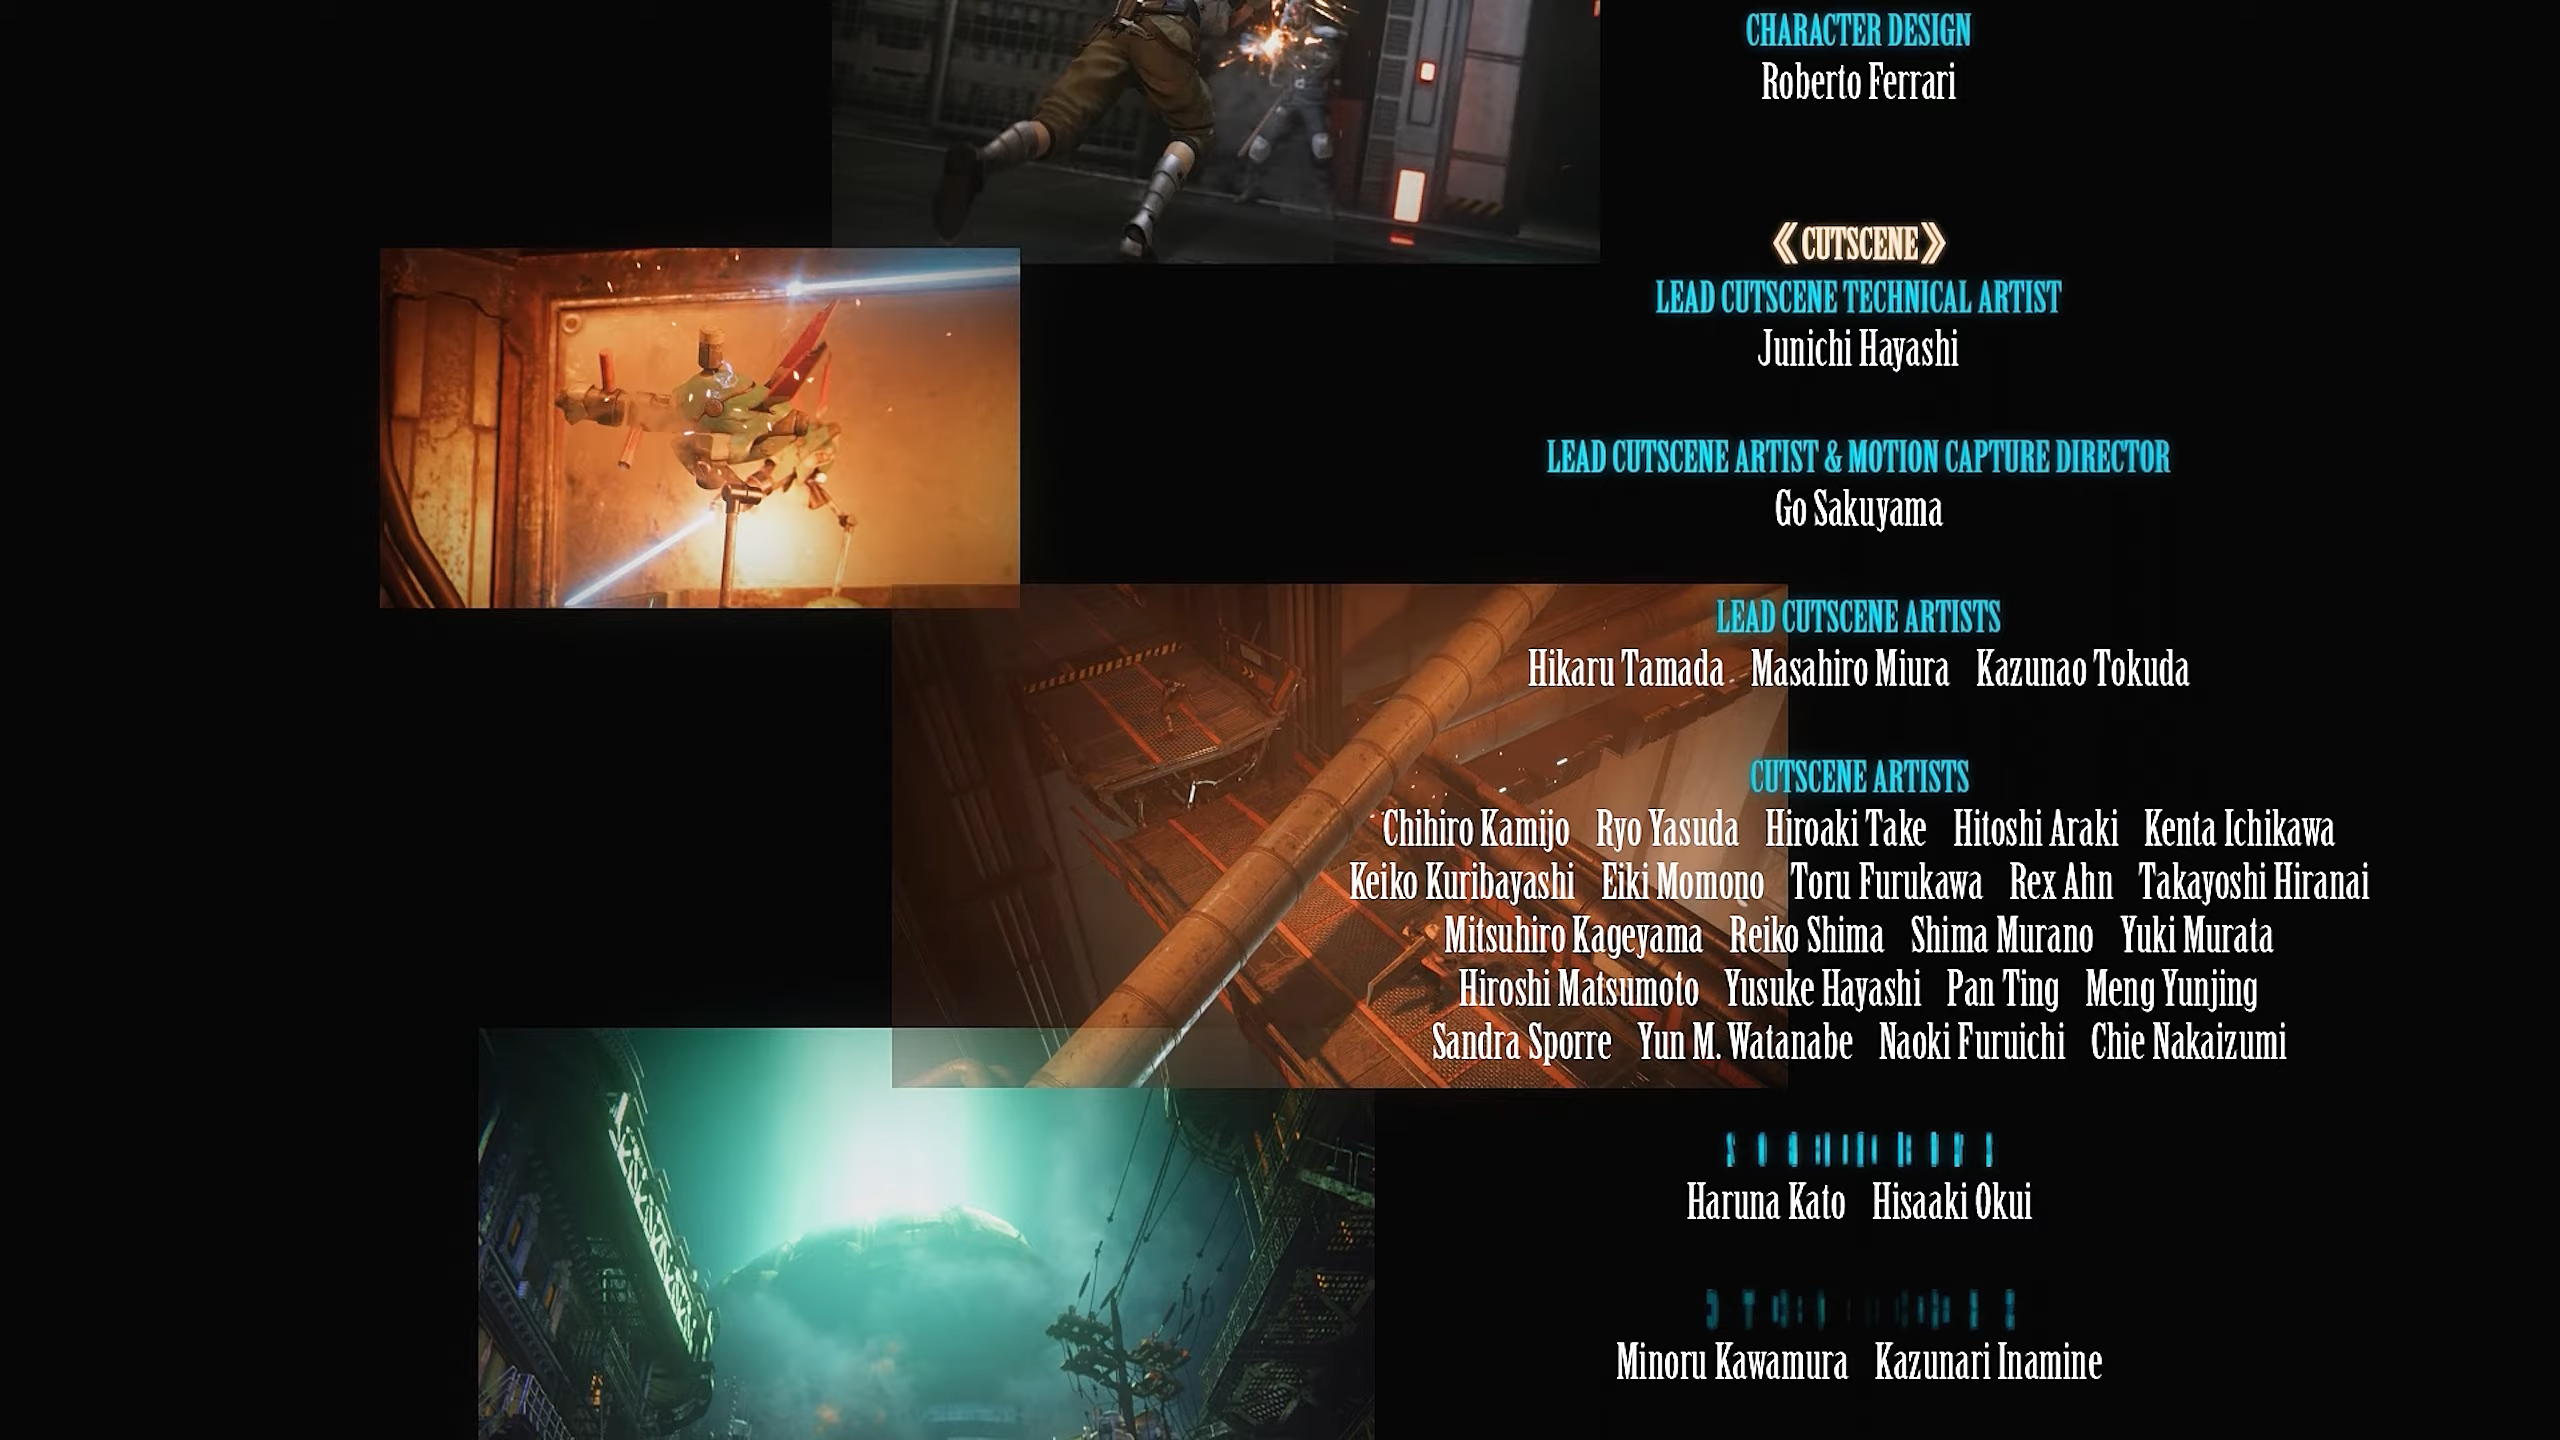 CHARACTER DESIGN
Roberto Ferrari
《CUTSCENE》
LEAD CUTSCENE TECHNICAL ARTIST
Junichi Hayashi
LEAD CUTSCENE ARTIST & MOTION CAPTURE DIRECTOR
Go Sakuyama
LEAD CUTSCENE ARTISTS
Hikaru Tamada Masahiro Miura Kazunao Tokuda
CUTSCENE ARTISTS
Chihiro Kamijo Ryo Yasuda Hiroaki Take Hitoshi Araki Kenta Ichikawa
Keiko Kuribayashi Eiki Momono Toru Furukawa Rex Ahn Takayoshi Hiranai
Mitsuhiro Kageyama Reiko Shima Shima Murano Yuki Murata
Hiroshi Matsumoto Yusuke Hayashi Pan Ting Meng Yunjing
Sandra Sporre Yun M. Watanabe Naoki Furuichi Chie Nakaizumi
Haruna Kato Hisaaki Okui
Minoru Kawamura Kazunari Inamine